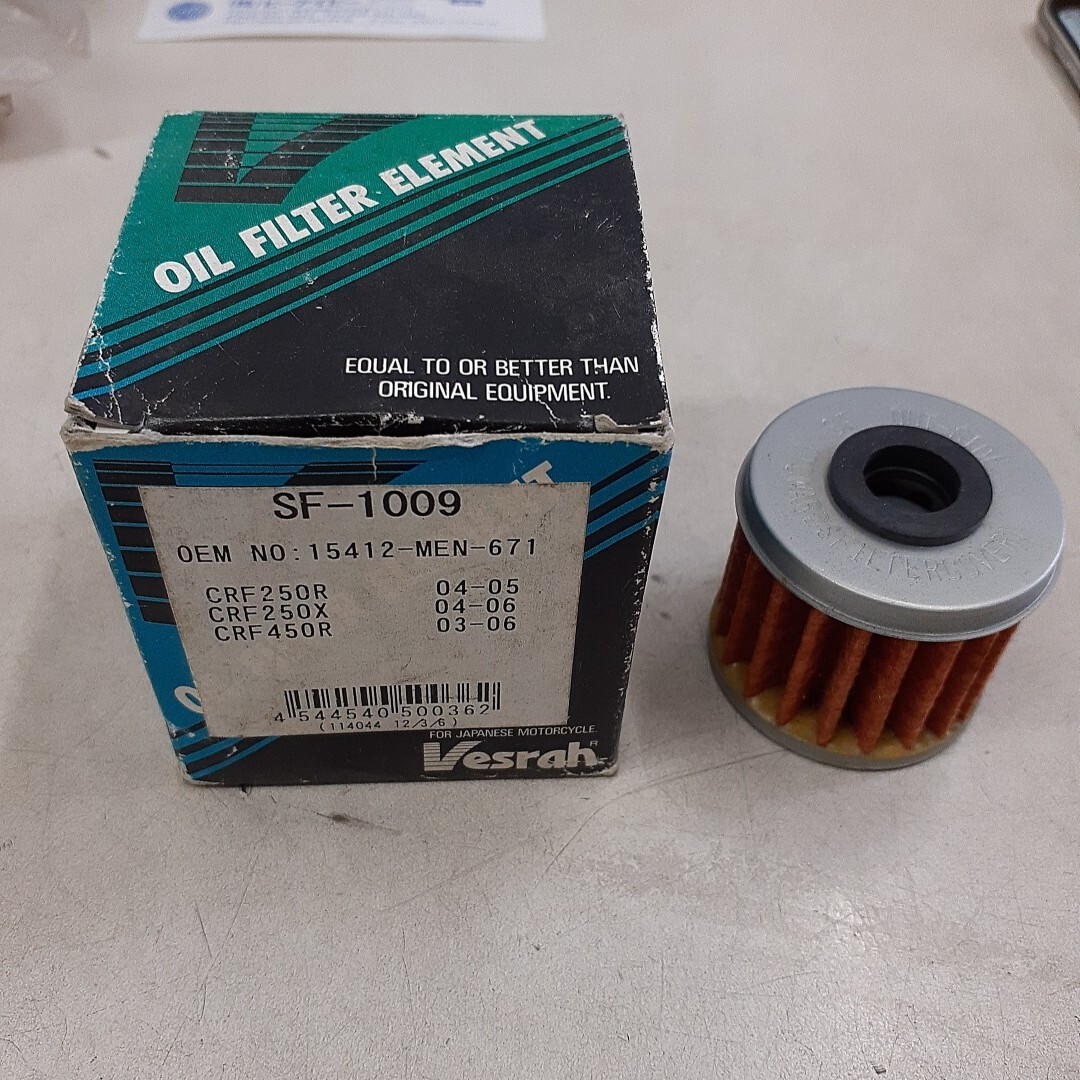 OIL FILTER ELEMENT
EQUAL TO OR BETTER THAN
ORIGINAL EQUIPMENT.
SF-1009
OEM NO:15412-MEN-671
CRF250R 04-05
CRF250X 04-06
CRF450R 03-06
4 544540 500362
(114044 12/3/6)
FOR JAPANESE MOTORCYCLE.
Vesrah R